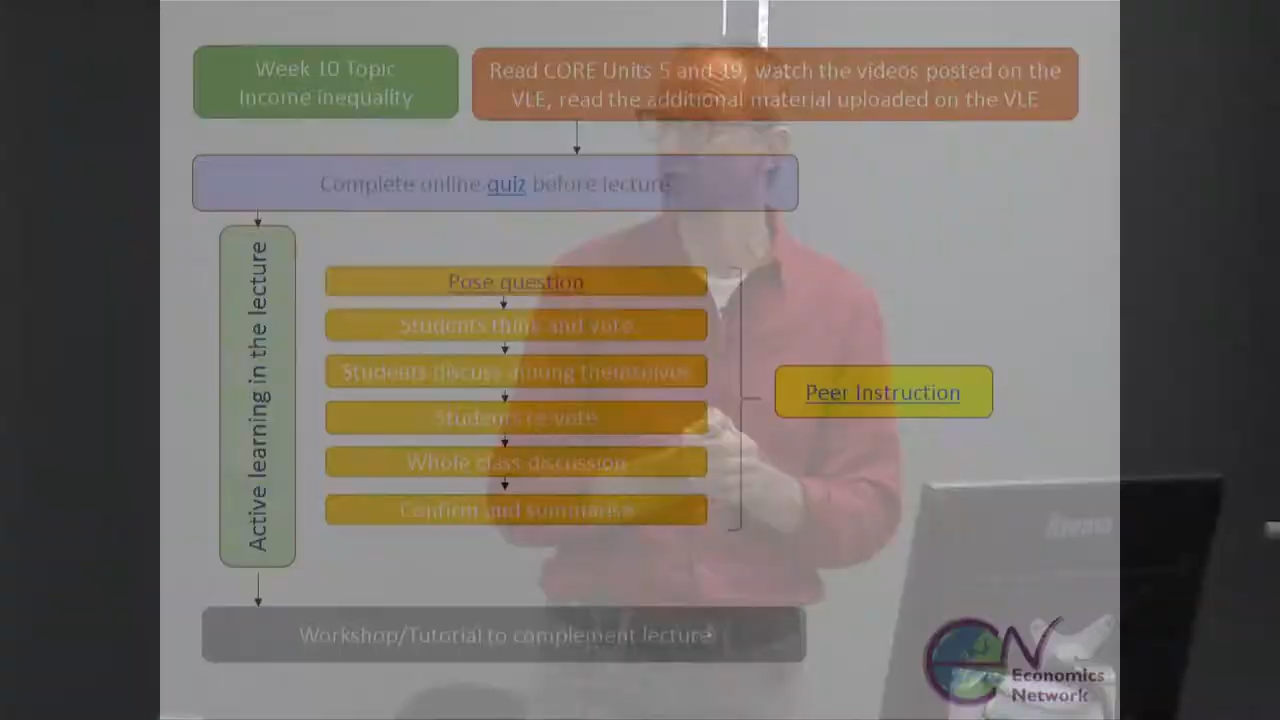 Week 10 Topic
Income inequality
Read CORE Units 5 and 19, watch the videos posted on the
VLE, read the additional material uploaded on the VLE
Complete online quiz before lecture
Active learning in the lecture
Pose question
Students think and vote
Students discuss among themselves
Students re-vote
Whole class discussion
Confirm and summarise
Peer Instruction
Workshop/Tutorial to complement lecture
Economics
Network